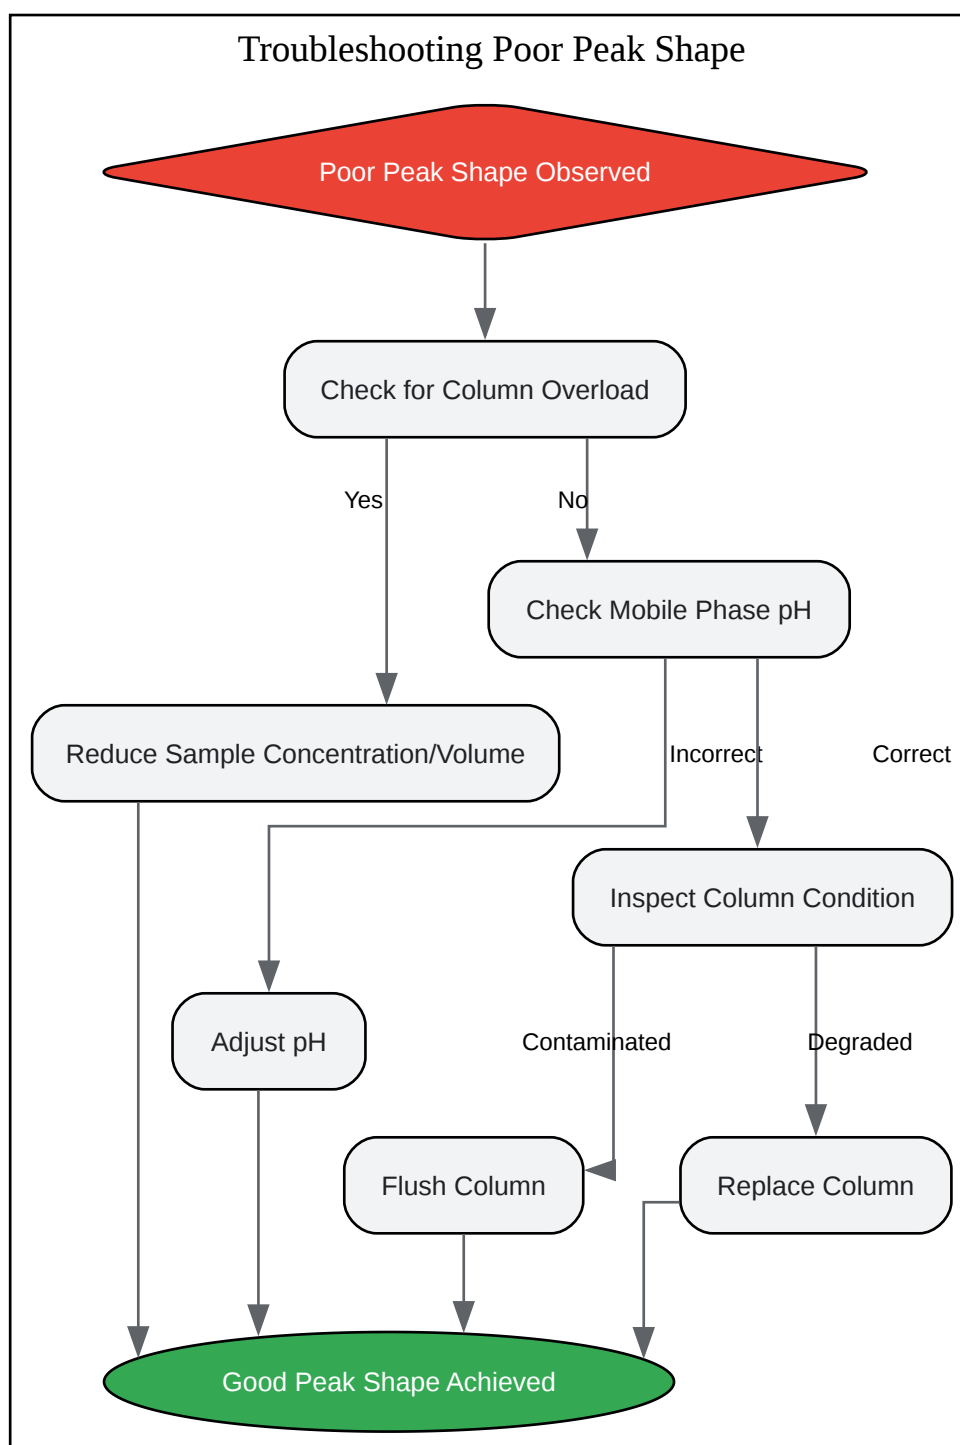 Troubleshooting Poor Peak Shape
Poor Peak Shape Observed
Check for Column Overload
Yes
No
Check Mobile Phase pH
Reduce Sample Concentration/Volume
Incorrect
Correct
Inspect Column Condition
Adjust pH
Contaminated
Degraded
Flush Column
Replace Column
Good Peak Shape Achieved